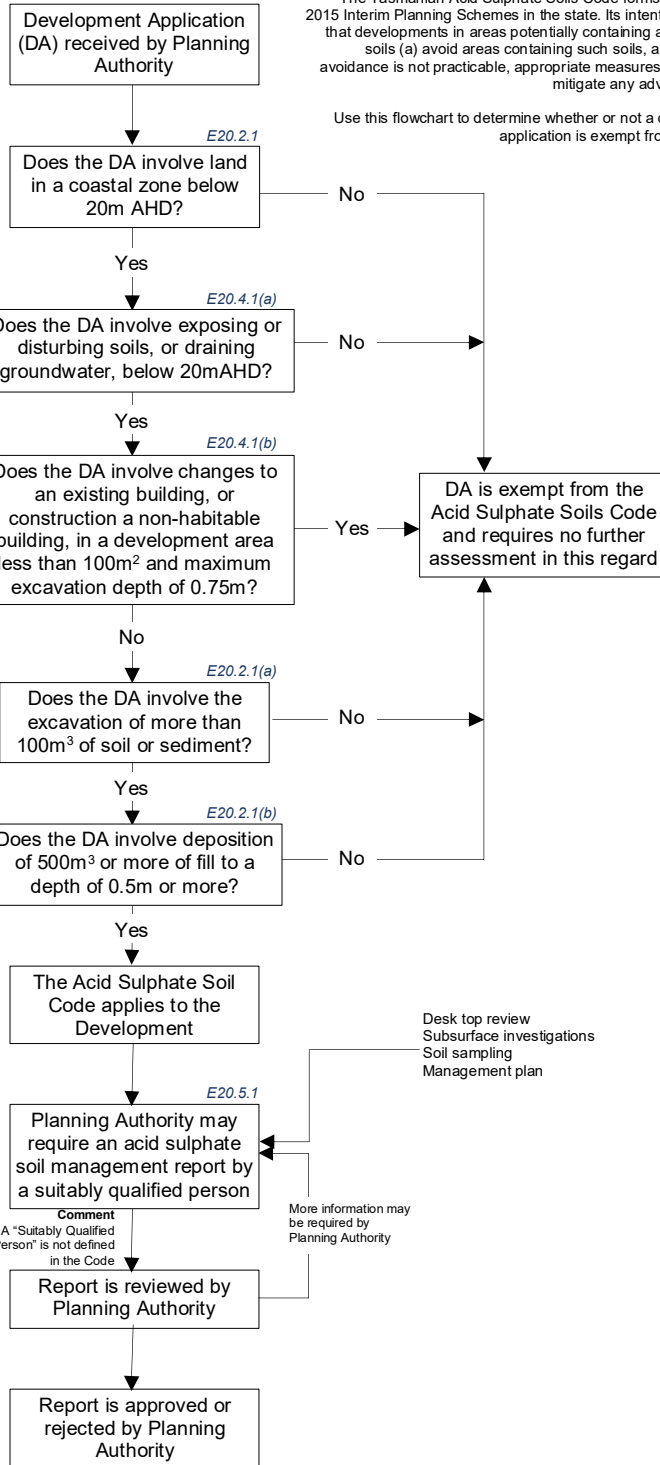 Development Application
(DA) received by Planning
Authority
The Tasmanian Acid Sulphate Soils Code forms
2015 Interim Planning Schemes in the state. Its intent
that developments in areas potentially containing a
soils (a) avoid areas containing such soils, a
avoidance is not practicable, appropriate measures
mitigate any adv
Use this flowchart to determine whether or not a d
application is exempt fro
E20.2.1
Does the DA involve land
in a coastal zone below
20m AHD?
No
Yes
E20.4.1(a)
Does the DA involve exposing or
disturbing soils, or draining
groundwater, below 20mAHD?
No
Yes
E20.4.1(b)
Does the DA involve changes to
an existing building, or
construction a non-habitable
building, in a development area
less than 100m² and maximum
excavation depth of 0.75m?
Yes
DA is exempt from the
Acid Sulphate Soils Code
and requires no further
assessment in this regard
No
E20.2.1(a)
Does the DA involve the
excavation of more than
100m³ of soil or sediment?
No
Yes
E20.2.1(b)
Does the DA involve deposition
of 500m³ or more of fill to a
depth of 0.5m or more?
No
Yes
The Acid Sulphate Soil
Code applies to the
Development
Desk top review
Subsurface investigations
Soil sampling
Management plan
E20.5.1
Planning Authority may
require an acid sulphate
soil management report by
a suitably qualified person
Comment
A “Suitably Qualified
Person” is not defined
in the Code
More information may
be required by
Planning Authority
Report is reviewed by
Planning Authority
Report is approved or
rejected by Planning
Authority